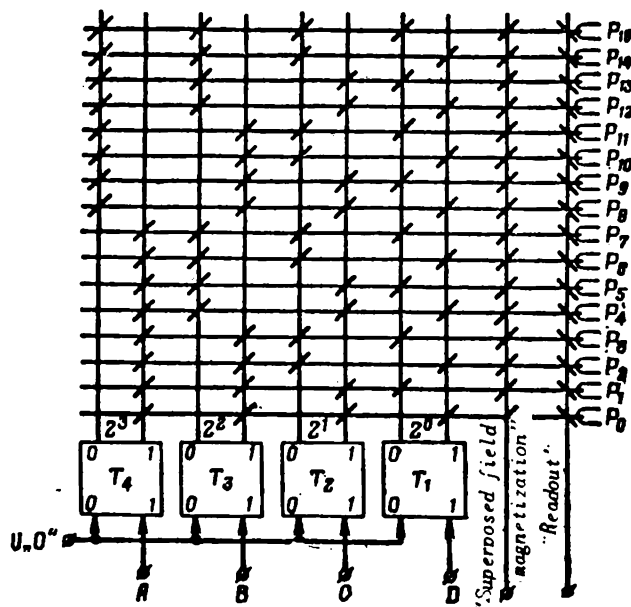 P15
P14
P13
P12
P11
P10
P9
P8
P7
P6
P5
P4
P3
P2
P1
P0
2³ 2² 2¹ 2⁰
0 1 0 1 0 1 0 1
T4 T3 T2 T1
0 1 0 1 0 1 0 1
U„0"
A B C D
"Superposed field
magnetization"
"Readout"